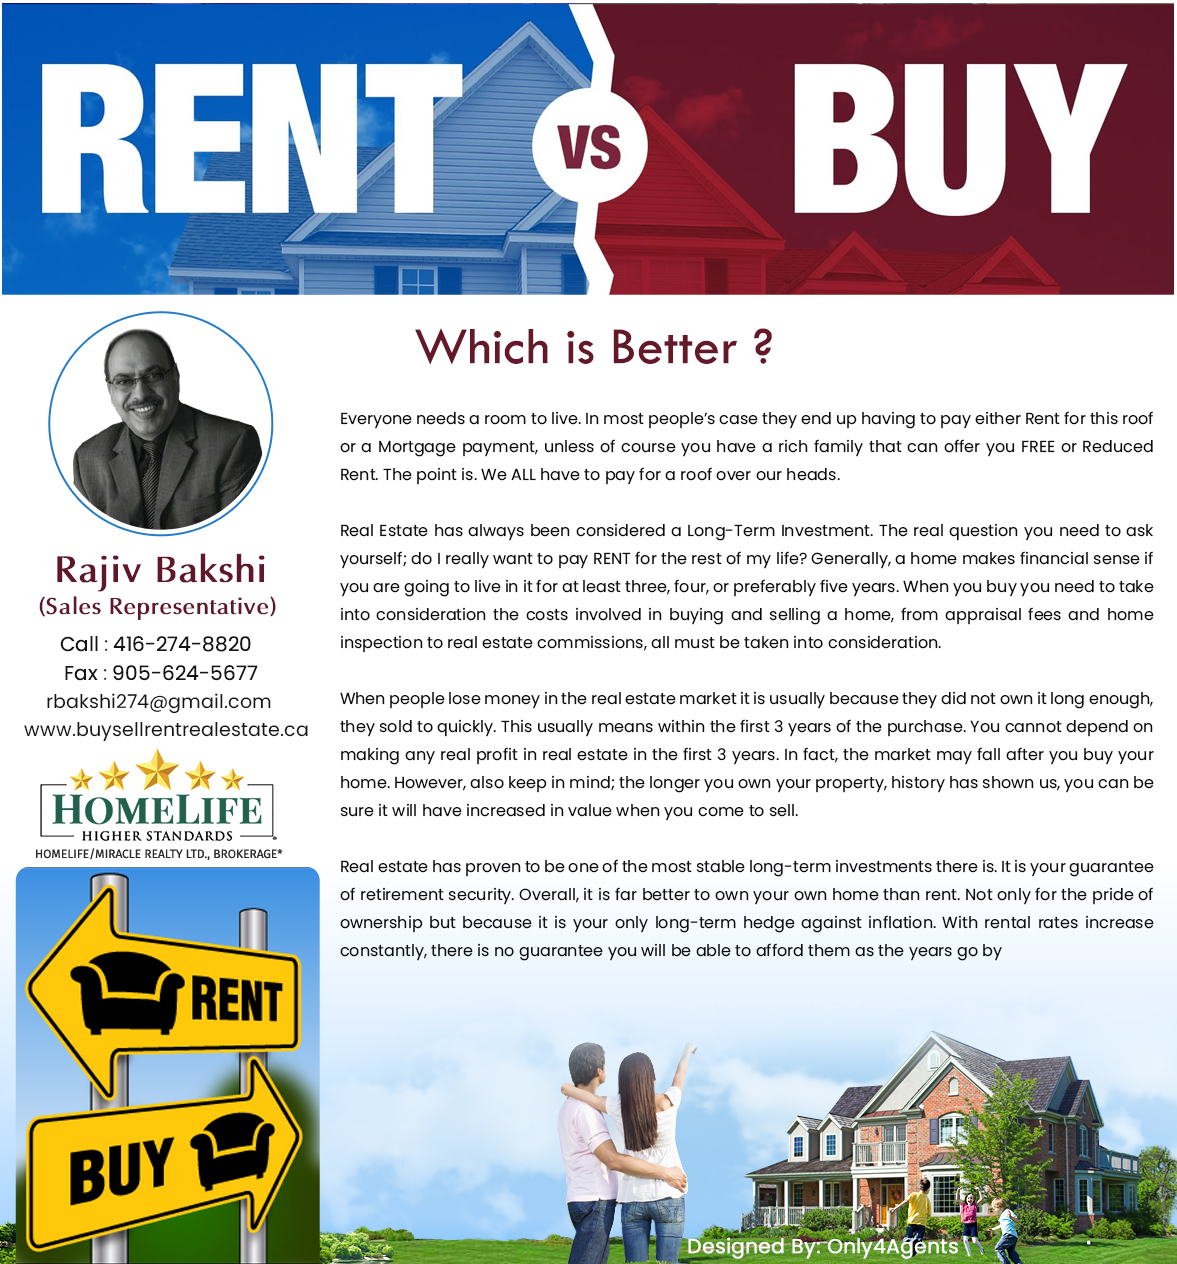 RENT VS BUY
Which is Better ?
Everyone needs a room to live. In most people's case they end up having to pay either Rent for this roof
or a Mortgage payment, unless of course you have a rich family that can offer you FREE or Reduced
Rent. The point is. We ALL have to pay for a roof over our heads.
Real Estate has always been considered a Long-Term Investment. The real question you need to ask
yourself; do I really want to pay RENT for the rest of my life? Generally, a home makes financial sense if
you are going to live in it for at least three, four, or preferably five years. When you buy you need to take
into consideration the costs involved in buying and selling a home, from appraisal fees and home
inspection to real estate commissions, all must be taken into consideration.
When people lose money in the real estate market it is usually because they did not own it long enough,
they sold to quickly. This usually means within the first 3 years of the purchase. You cannot depend on
making any real profit in real estate in the first 3 years. In fact, the market may fall after you buy your
home. However, also keep in mind; the longer you own your property, history has shown us, you can be
sure it will have increased in value when you come to sell.
Real estate has proven to be one of the most stable long-term investments there is. It is your guarantee
of retirement security. Overall, it is far better to own your own home than rent. Not only for the pride of
ownership but because it is your only long-term hedge against inflation. With rental rates increase
constantly, there is no guarantee you will be able to afford them as the years go by
Rajiv Bakshi
(Sales Representative)
Call : 416-274-8820
Fax : 905-624-5677
rbakshi274@gmail.com
www.buysellrentrealestate.ca
HOMELIFE
HIGHER STANDARDS
HOMELIFE/MIRACLE REALTY LTD., BROKERAGE*
RENT
BUY
Designed By: Only4Agents